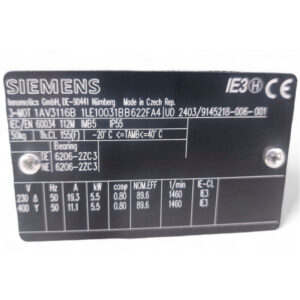 SIEMENS IE3 H
Innomotics GmbH, DE-90441 Nürnberg Made in Czech Rep.
3-MOT 1AV3116B 1LE10031BB622FA4 UD 2403/9145218-006-001
IEC/EN 60034 112M IMB5 IP55
50kg Th.CL 155(F) -20°C <=TAMB<=40°C
Bearing
DE 6206-2ZC3
NE 6206-2ZC3
V Hz A kW cosφ NOM.EFF 1/min IE-CL
230 Δ 50 19.3 5.5 0.80 89.6 1460 IE3
400 Y 50 11.1 5.5 0.80 89.6 1460 IE3